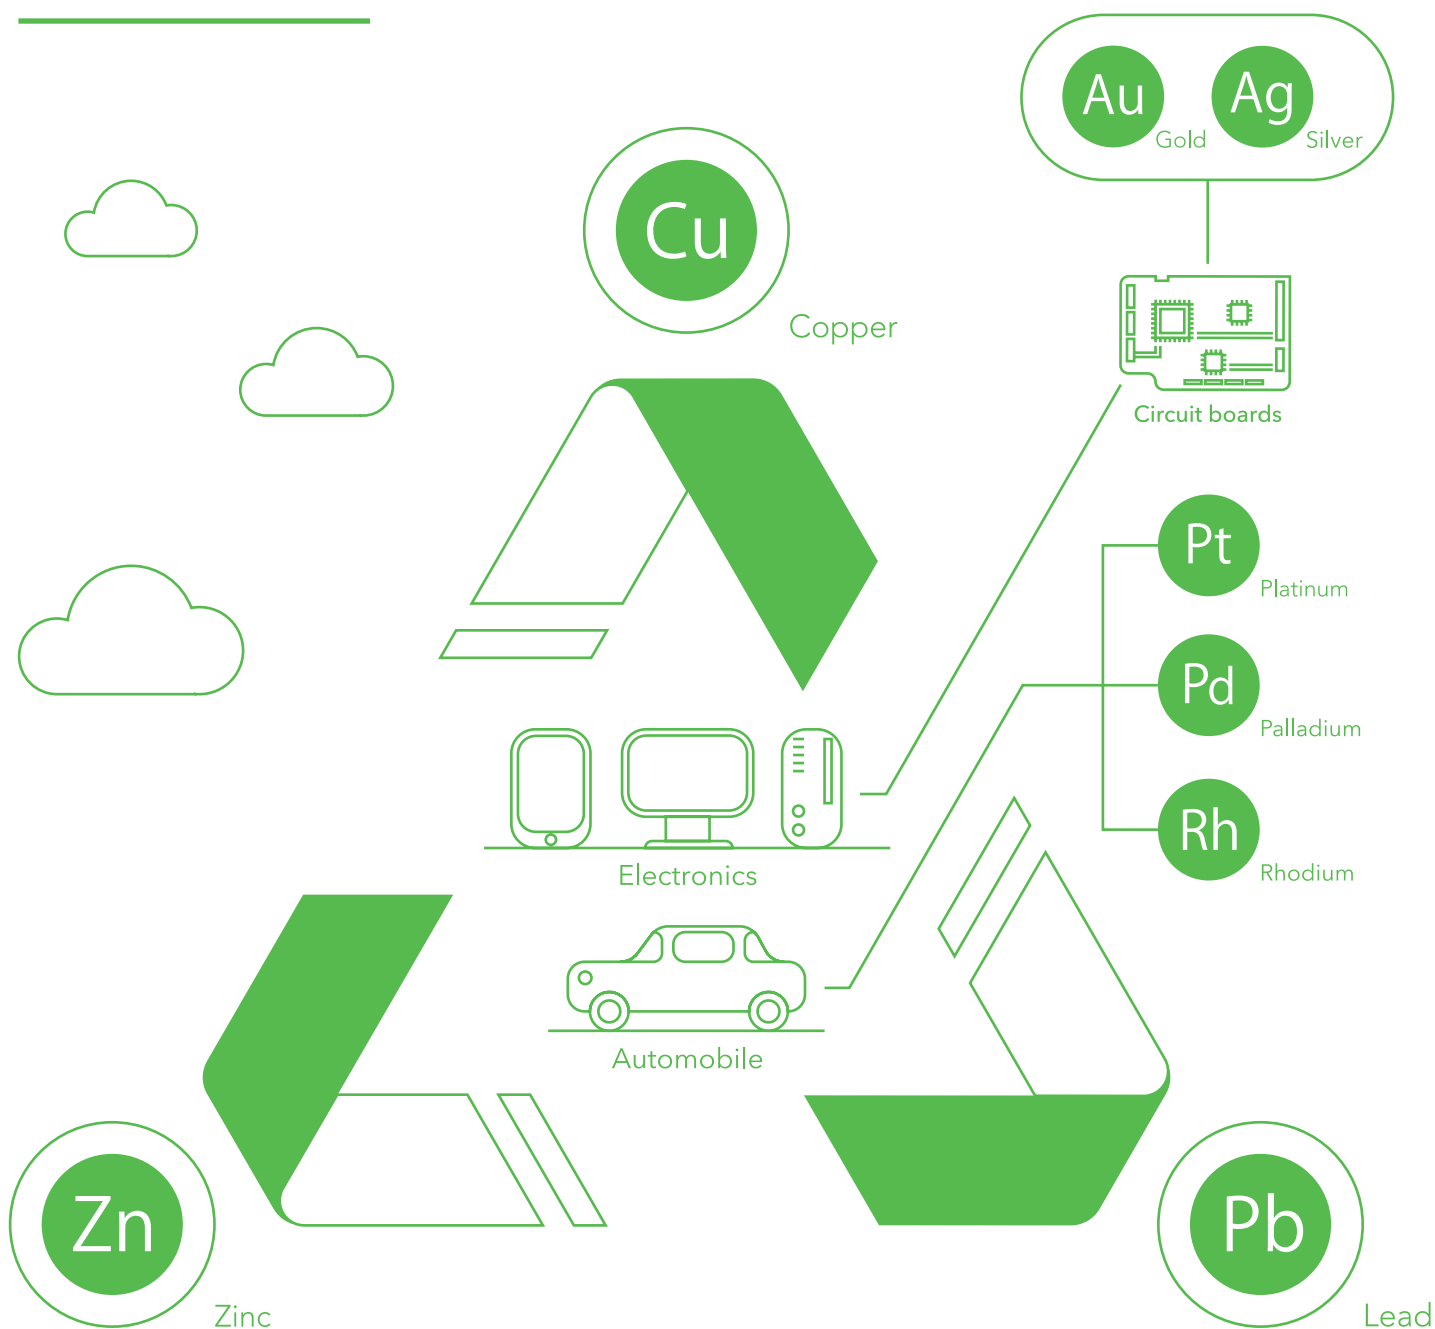 Au
Gold
Ag
Silver
Cu
Copper
Circuit boards
Pt
Platinum
Pd
Palladium
Rh
Rhodium
Electronics
Automobile
Zn
Zinc
Pb
Lead